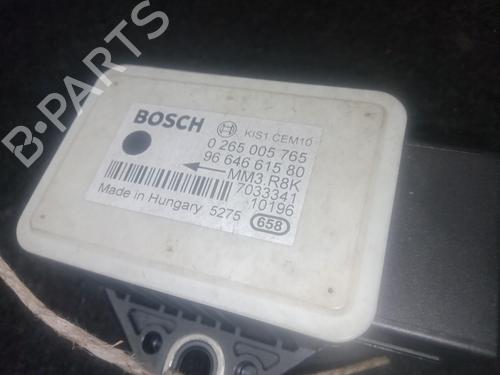 B-PARTS
BOSCH KIS1 CEM10
0 265 005 765
96 646 615 80
MM3.R8K
7033341
10196
Made in Hungary 5275
658